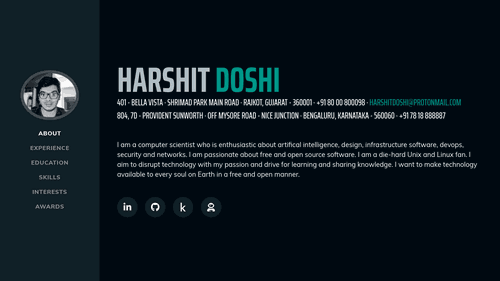 HARSHIT DOSHI
401 · BELLA VISTA · SHRIMAD PARK MAIN ROAD · RAJKOT, GUJARAT · 360001 · +91 80 00 800098 · HARSHITDOSHI@PROTONMAIL.COM
804, 7D · PROVIDENT SUNWORTH · OFF MYSORE ROAD · NICE JUNCTION · BENGALURU, KARNATAKA · 560060 · +91 78 18 888887
ABOUT
EXPERIENCE
EDUCATION
SKILLS
INTERESTS
AWARDS
I am a computer scientist who is enthusiastic about artifical intelligence, design, infrastructure software, devops,
security and networks. I am passionate about free and open source software. I am a die-hard Unix and Linux fan. I
aim to disrupt technology with my passion and drive for learning and sharing knowledge. I want to make technology
available to every soul on Earth in a free and open manner.
in
k